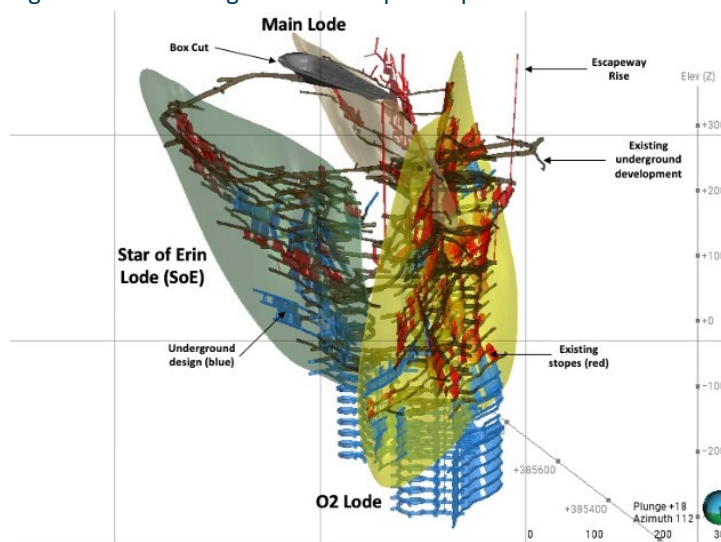 Main Lode
Box Cut
Escapeway
Rise
Elev (Z)
+300
Existing
underground
development
+200
Star of Erin
Lode (SoE)
+100
+0
Underground
design (blue)
Existing
stopes (red)
-100
-200
+385600
O2 Lode
+385400
Plunge +18
Azimuth 112
0
100
200